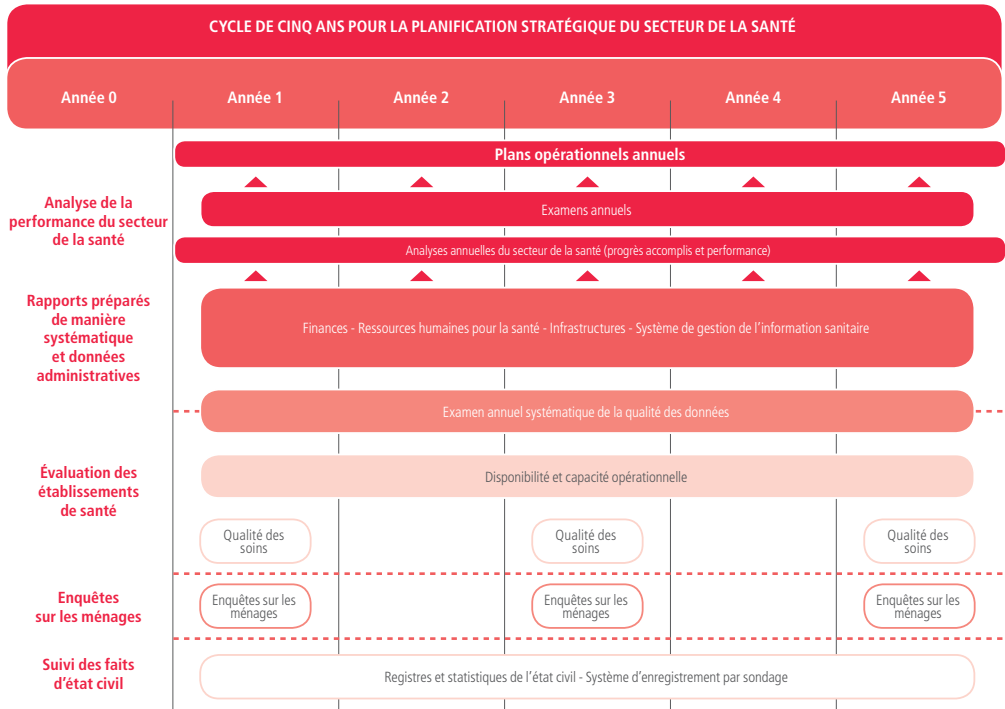 CYCLE DE CINQ ANS POUR LA PLANIFICATION STRATÉGIQUE DU SECTEUR DE LA SANTÉ
Année 0 Année 1 Année 2 Année 3 Année 4 Année 5
Plans opérationnels annuels
Analyse de la
performance du secteur
de la santé
Examens annuels
Analyses annuelles du secteur de la santé (progrès accomplis et performance)
Rapports préparés
de manière
systématique
et données
administratives
Finances - Ressources humaines pour la santé - Infrastructures - Système de gestion de l’information sanitaire
Examen annuel systématique de la qualité des données
Évaluation des
établissements
de santé
Disponibilité et capacité opérationnelle
Qualité des
soins
Qualité des
soins
Qualité des
soins
Enquêtes
sur les ménages
Enquêtes sur les
ménages
Enquêtes sur les
ménages
Enquêtes sur les
ménages
Suivi des faits
d’état civil
Registres et statistiques de l’état civil - Système d’enregistrement par sondage